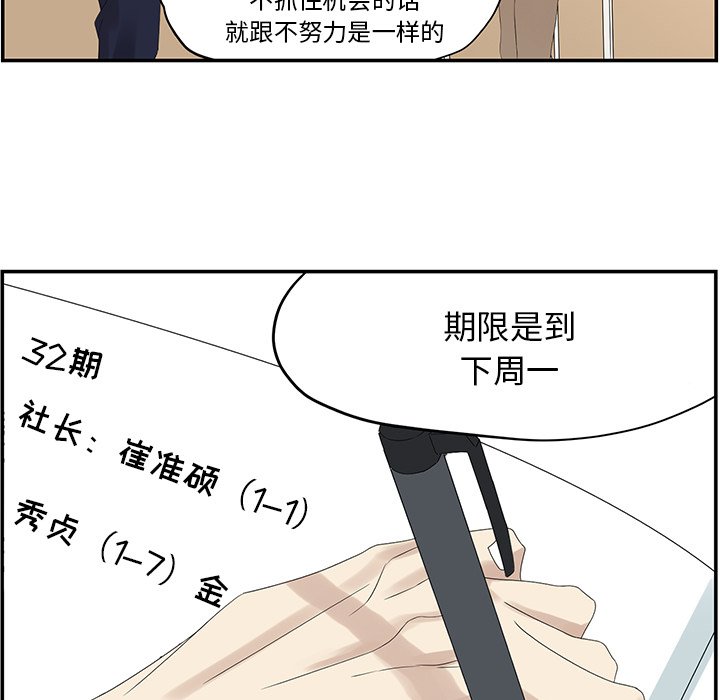 不抓住机会的话
就跟不努力是一样的
期限是到
下周一
32期
社长：崔准硕（1-1）
秀贞（1-7）金